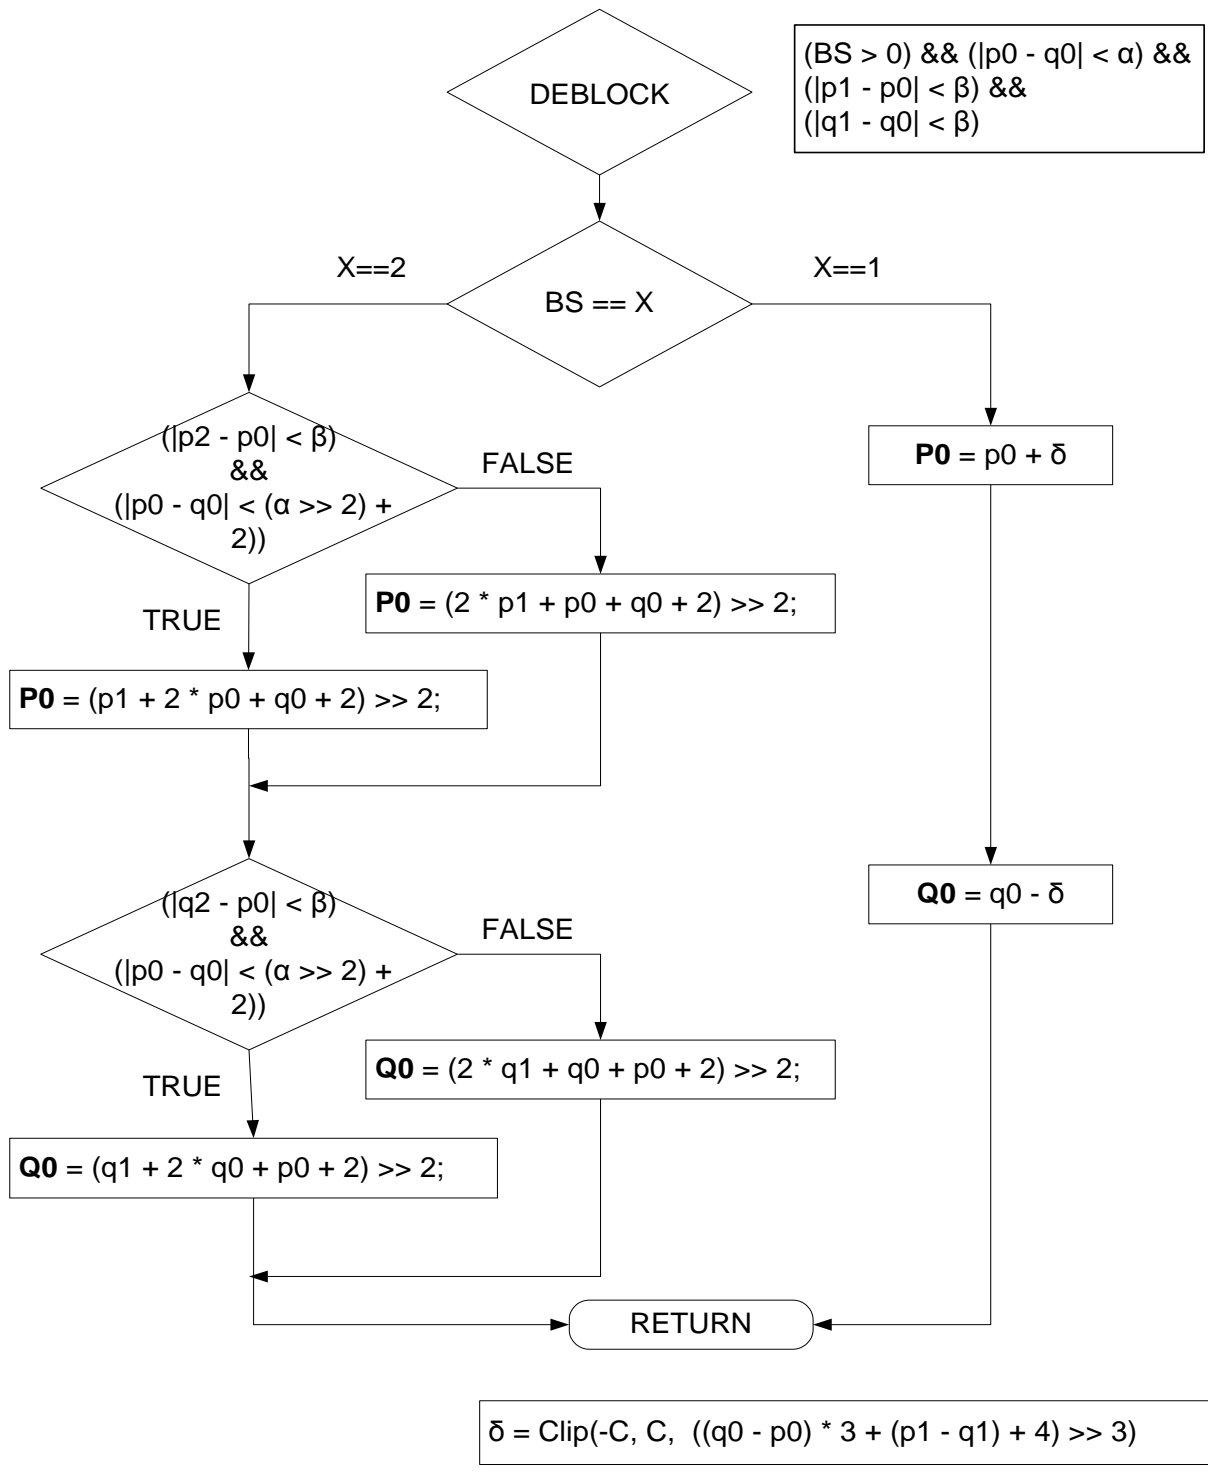 DEBLOCK
(BS > 0) && (|p0 - q0| < α) &&
(|p1 - p0| < β) &&
(|q1 - q0| < β)
X==2
BS == X
X==1
(|p2 - p0| < β)
&&
(|p0 - q0| < (α >> 2) +
2))
FALSE
P0 = p0 + δ
TRUE
P0 = (2 * p1 + p0 + q0 + 2) >> 2;
P0 = (p1 + 2 * p0 + q0 + 2) >> 2;
(|q2 - p0| < β)
&&
(|p0 - q0| < (α >> 2) +
2))
FALSE
Q0 = q0 - δ
TRUE
Q0 = (2 * q1 + q0 + p0 + 2) >> 2;
Q0 = (q1 + 2 * q0 + p0 + 2) >> 2;
RETURN
δ = Clip(-C, C, ((q0 - p0) * 3 + (p1 - q1) + 4) >> 3)